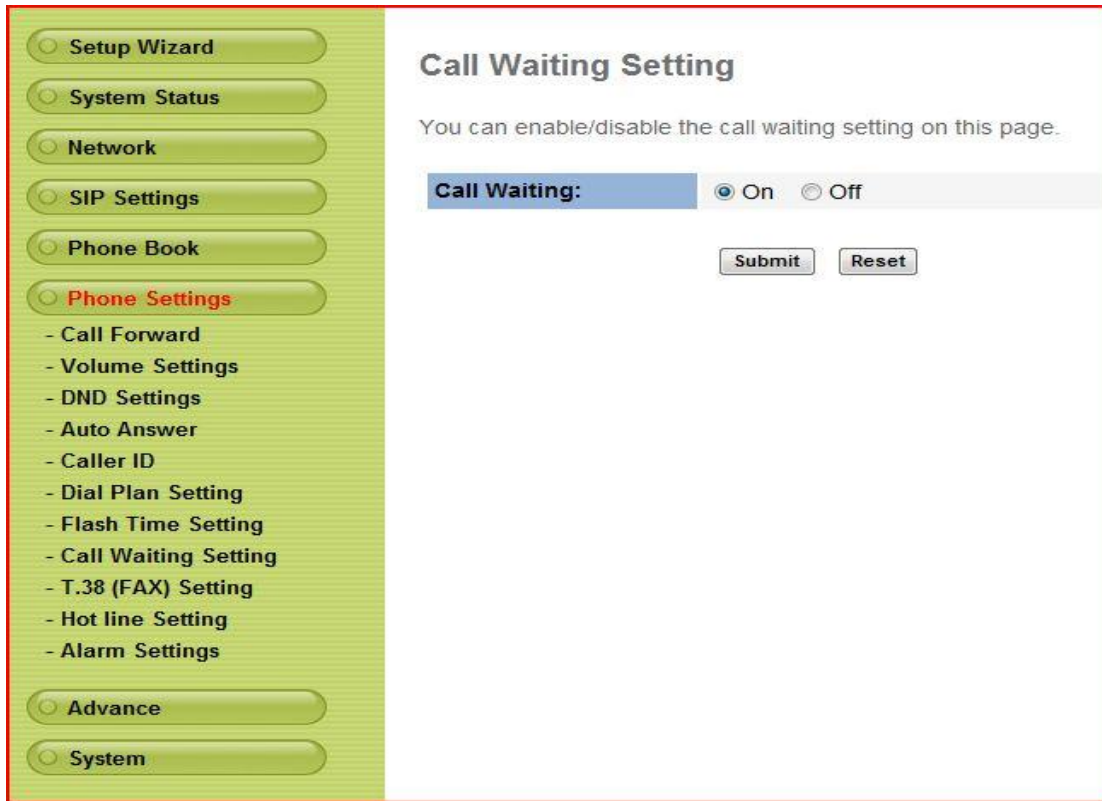 Setup Wizard
System Status
Network
SIP Settings
Phone Book
Phone Settings
- Call Forward
- Volume Settings
- DND Settings
- Auto Answer
- Caller ID
- Dial Plan Setting
- Flash Time Setting
- Call Waiting Setting
- T.38 (FAX) Setting
- Hot line Setting
- Alarm Settings
Advance
System
Call Waiting Setting
You can enable/disable the call waiting setting on this page.
Call Waiting: On Off
Submit Reset